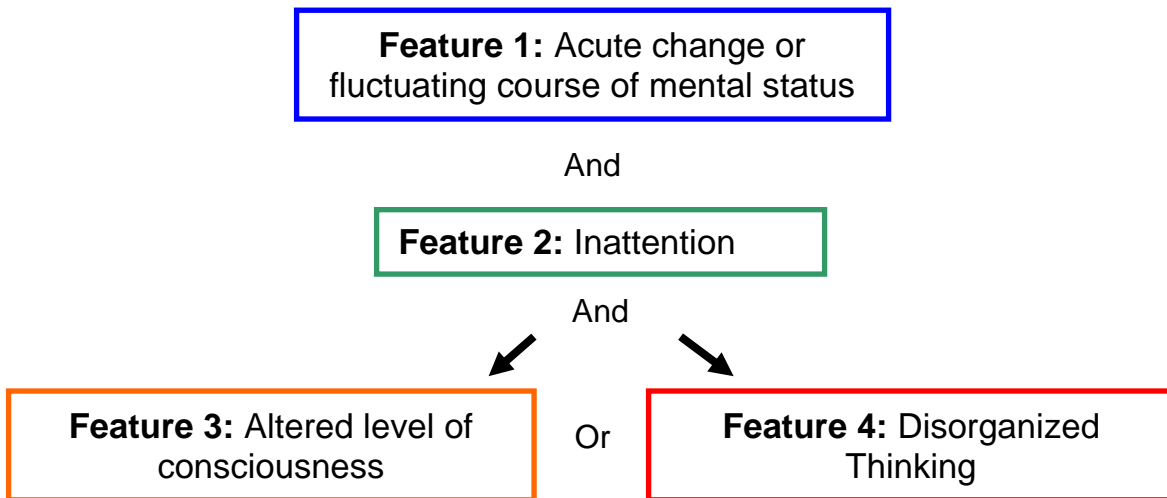 Feature 1: Acute change or
fluctuating course of mental status
And
Feature 2: Inattention
And
Feature 3: Altered level of
consciousness
Or
Feature 4: Disorganized
Thinking